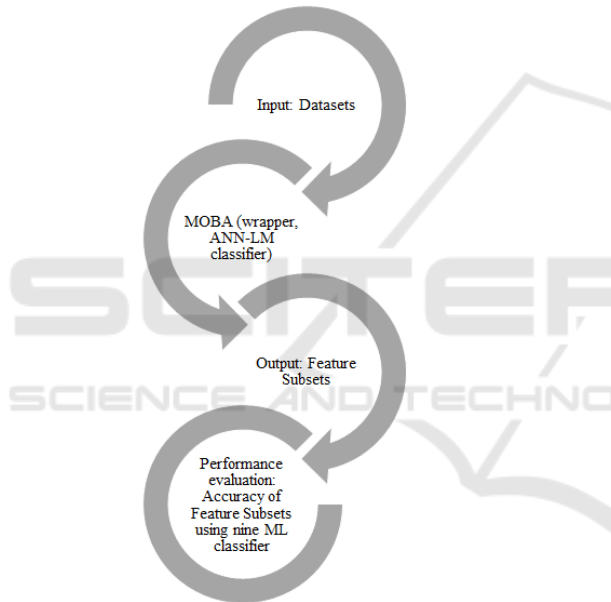 Input: Datasets
MOBA (wrapper,
ANN-LM
classifier)
Output: Feature
Subsets
Performance
evaluation:
Accuracy of
Feature Subsets
using nine ML
classifier
SCITE
SCIENCE AND TECHNO